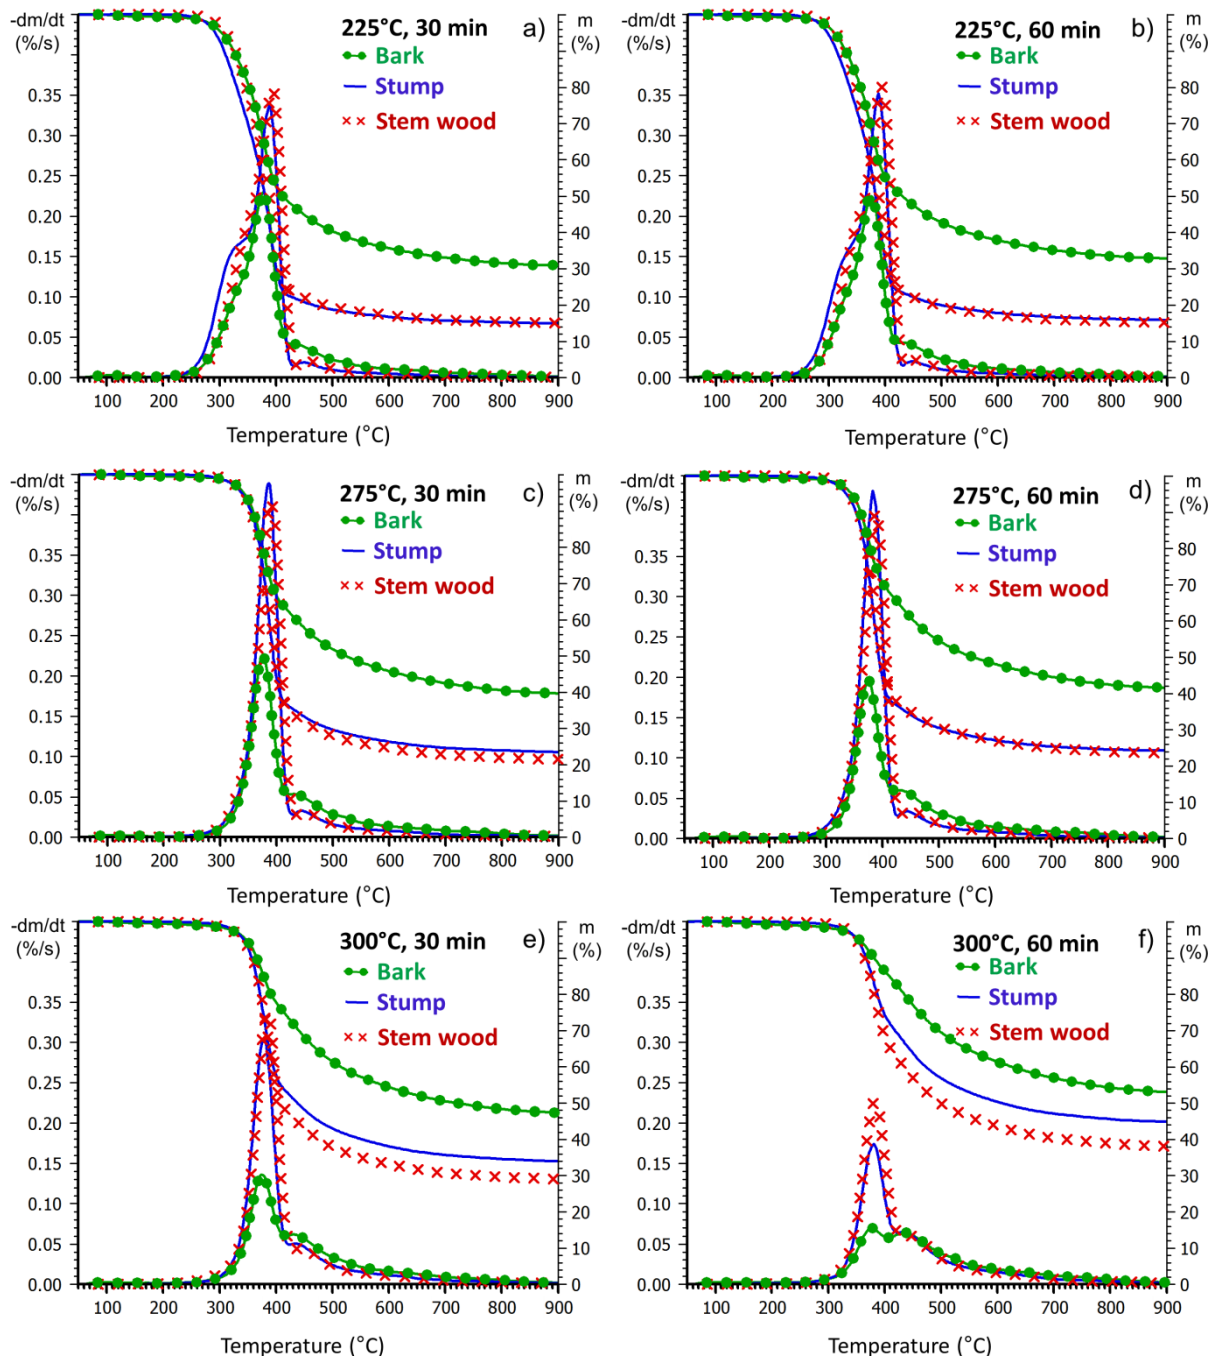 -dm/dt
(%/s)
m
(%)
225°C, 30 min
a)
Bark
Stump
Stem wood
0.35
0.30
0.25
0.20
0.15
0.10
0.05
0.00
90
80
70
60
50
40
30
20
10
0
100 200 300 400 500 600 700 800 900
Temperature (°C)
-dm/dt
(%/s)
m
(%)
225°C, 60 min
b)
Bark
Stump
Stem wood
0.35
0.30
0.25
0.20
0.15
0.10
0.05
0.00
90
80
70
60
50
40
30
20
10
0
100 200 300 400 500 600 700 800 900
Temperature (°C)
-dm/dt
(%/s)
m
(%)
275°C, 30 min
c)
Bark
Stump
Stem wood
0.35
0.30
0.25
0.20
0.15
0.10
0.05
0.00
90
80
70
60
50
40
30
20
10
0
100 200 300 400 500 600 700 800 900
Temperature (°C)
-dm/dt
(%/s)
m
(%)
275°C, 60 min
d)
Bark
Stump
Stem wood
0.35
0.30
0.25
0.20
0.15
0.10
0.05
0.00
90
80
70
60
50
40
30
20
10
0
100 200 300 400 500 600 700 800 900
Temperature (°C)
-dm/dt
(%/s)
m
(%)
300°C, 30 min
e)
Bark
Stump
Stem wood
0.35
0.30
0.25
0.20
0.15
0.10
0.05
0.00
90
80
70
60
50
40
30
20
10
0
100 200 300 400 500 600 700 800 900
Temperature (°C)
-dm/dt
(%/s)
m
(%)
300°C, 60 min
f)
Bark
Stump
Stem wood
0.35
0.30
0.25
0.20
0.15
0.10
0.05
0.00
90
80
70
60
50
40
30
20
10
0
100 200 300 400 500 600 700 800 900
Temperature (°C)